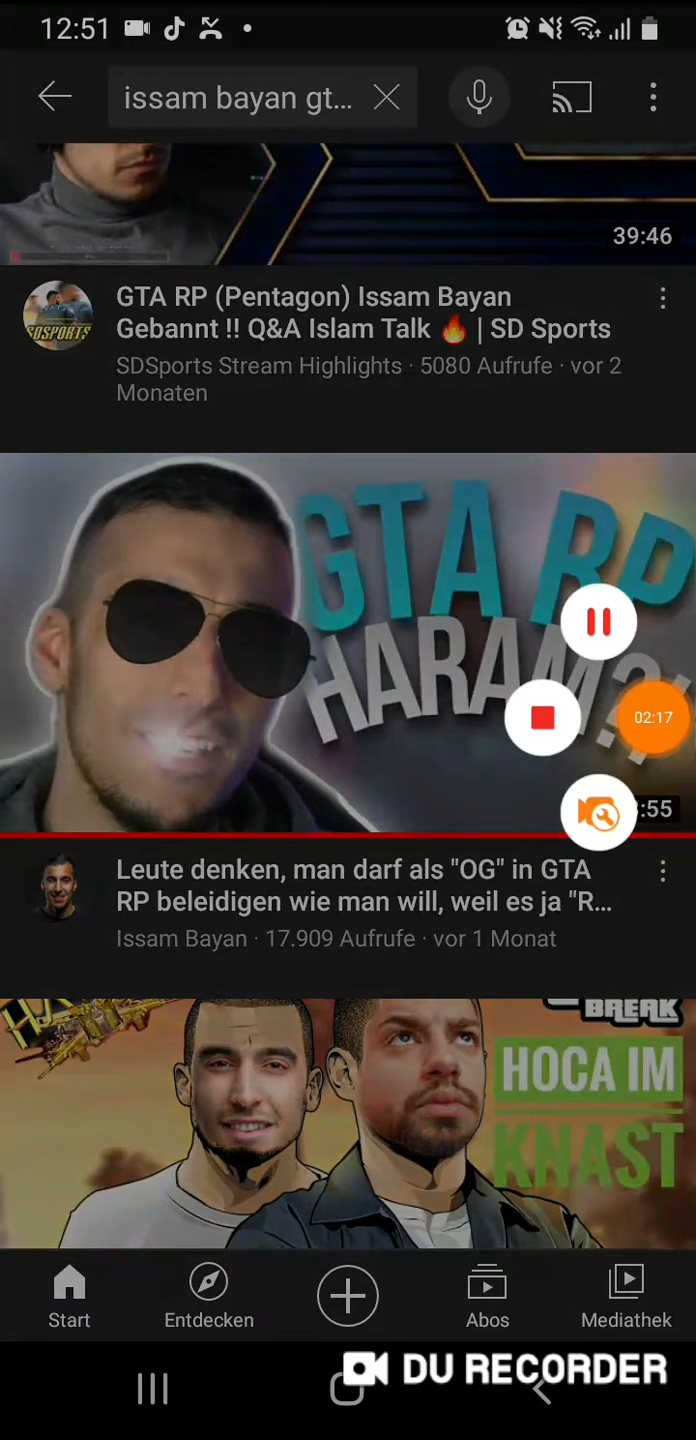 12:51
issam bayan gt...
39:46
SDSPORTS
GTA RP (Pentagon) Issam Bayan
Gebannt !! Q&A Islam Talk 🔥 | SD Sports
SDSports Stream Highlights · 5080 Aufrufe · vor 2
Monaten
GTA RP
HARAM?!
02:17
:55
Leute denken, man darf als "OG" in GTA
RP beleidigen wie man will, weil es ja "R...
Issam Bayan · 17.909 Aufrufe · vor 1 Monat
BREAK
HOCA IM
KNAST
Start
Entdecken
Abos
Mediathek
DU RECORDER